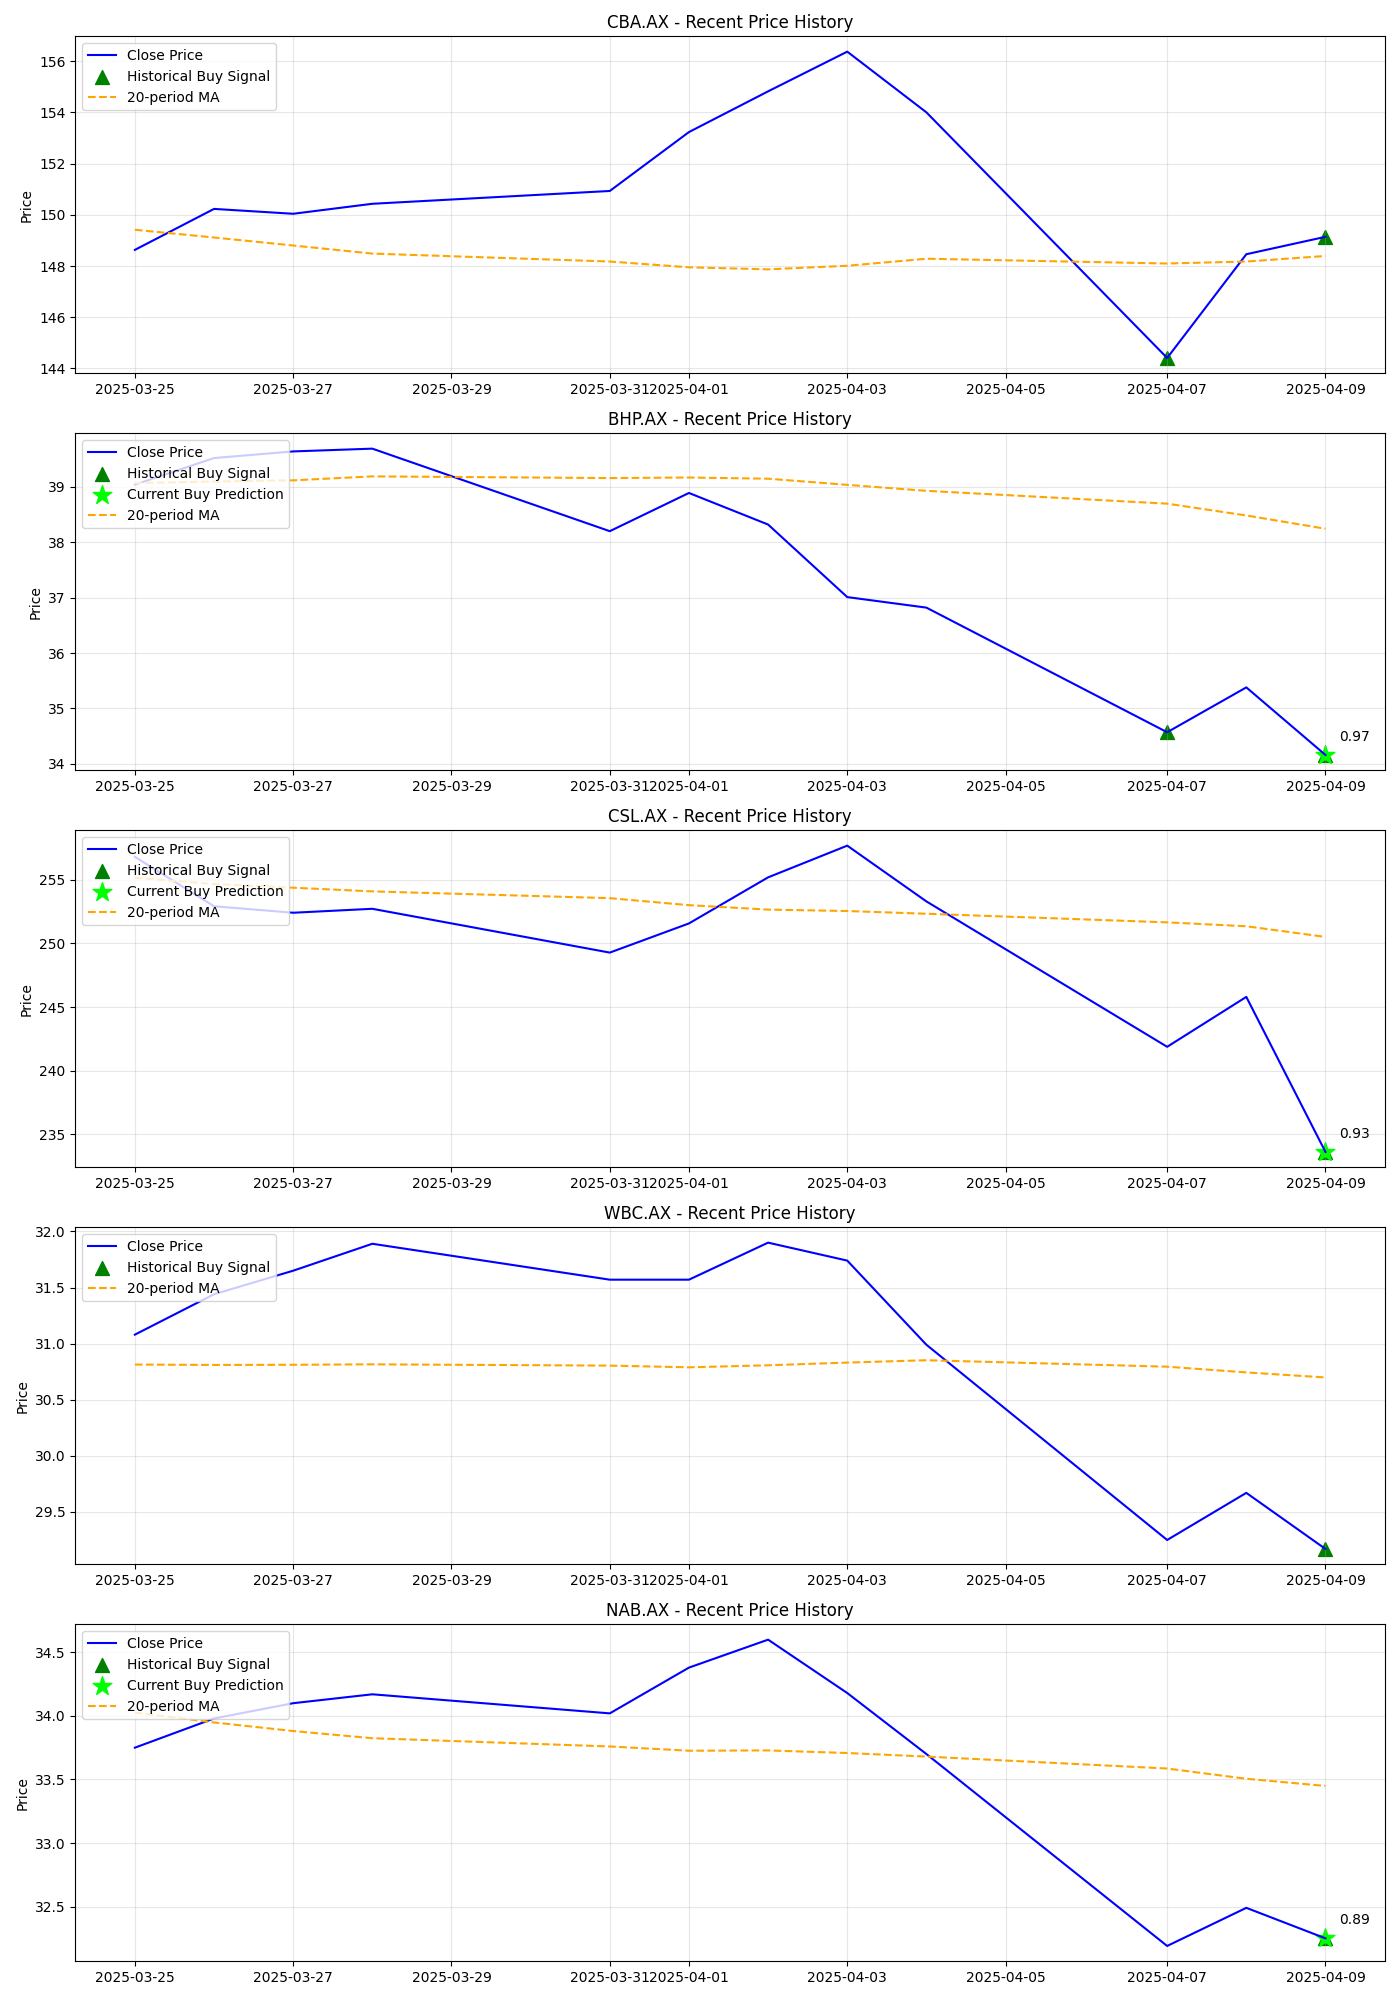 CBA.AX - Recent Price History
Close Price
Historical Buy Signal
20-period MA
156
154
152
150
148
146
144
Price
2025-03-25 2025-03-27 2025-03-29 2025-03-31 2025-04-01 2025-04-03 2025-04-05 2025-04-07 2025-04-09
BHP.AX - Recent Price History
Close Price
Historical Buy Signal
Current Buy Prediction
20-period MA
39
38
37
36
35
34
Price
0.97
2025-03-25 2025-03-27 2025-03-29 2025-03-31 2025-04-01 2025-04-03 2025-04-05 2025-04-07 2025-04-09
CSL.AX - Recent Price History
Close Price
Historical Buy Signal
Current Buy Prediction
20-period MA
255
250
245
240
235
Price
0.93
2025-03-25 2025-03-27 2025-03-29 2025-03-31 2025-04-01 2025-04-03 2025-04-05 2025-04-07 2025-04-09
WBC.AX - Recent Price History
Close Price
Historical Buy Signal
20-period MA
32.0
31.5
31.0
30.5
30.0
29.5
Price
2025-03-25 2025-03-27 2025-03-29 2025-03-31 2025-04-01 2025-04-03 2025-04-05 2025-04-07 2025-04-09
NAB.AX - Recent Price History
Close Price
Historical Buy Signal
Current Buy Prediction
20-period MA
34.5
34.0
33.5
33.0
32.5
Price
0.89
2025-03-25 2025-03-27 2025-03-29 2025-03-31 2025-04-01 2025-04-03 2025-04-05 2025-04-07 2025-04-09